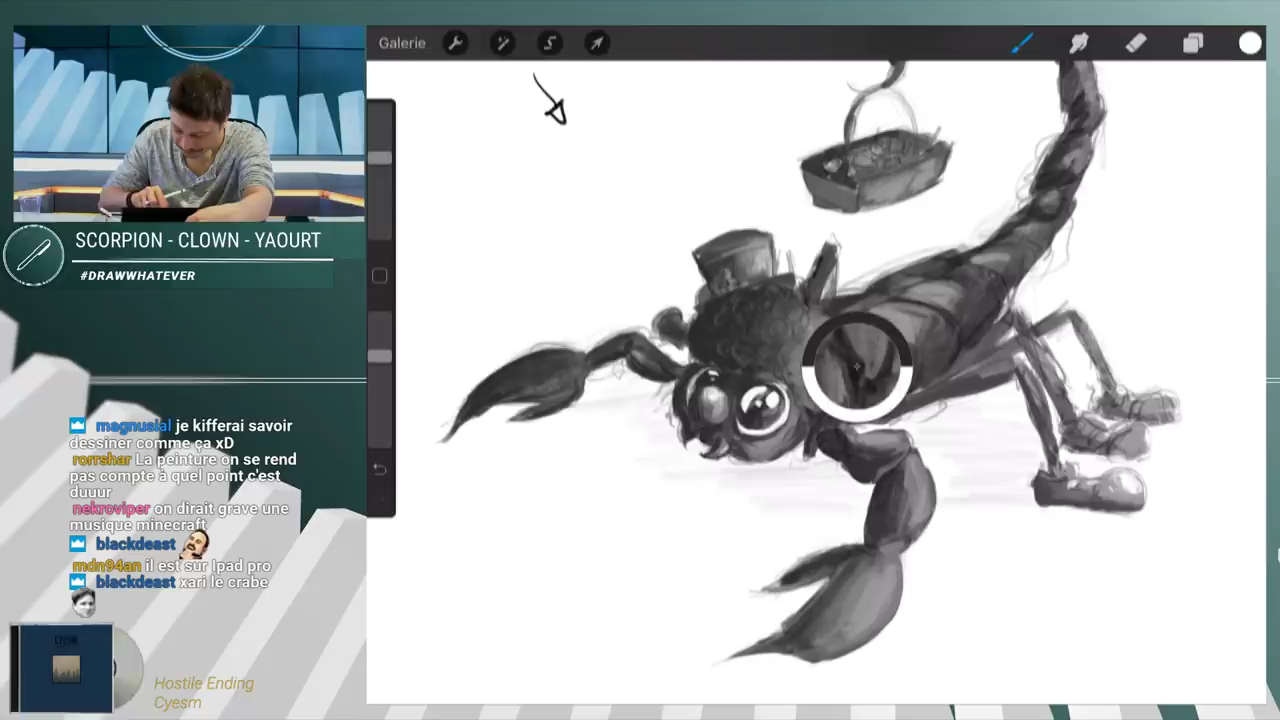 Galerie
SCORPION - CLOWN - YAOURT
#DRAWWHATEVER
magnusial je kifferai savoir
dessiner comme ça xD
rorrshar La peinture on se rend
pas compte à quel point c'est
duuur
nekroviper on dirait grave une
musique minecraft
blackdeast
mdn94an il est sur Ipad pro
blackdeast xari le crabe
Hostile Ending
Cyesm